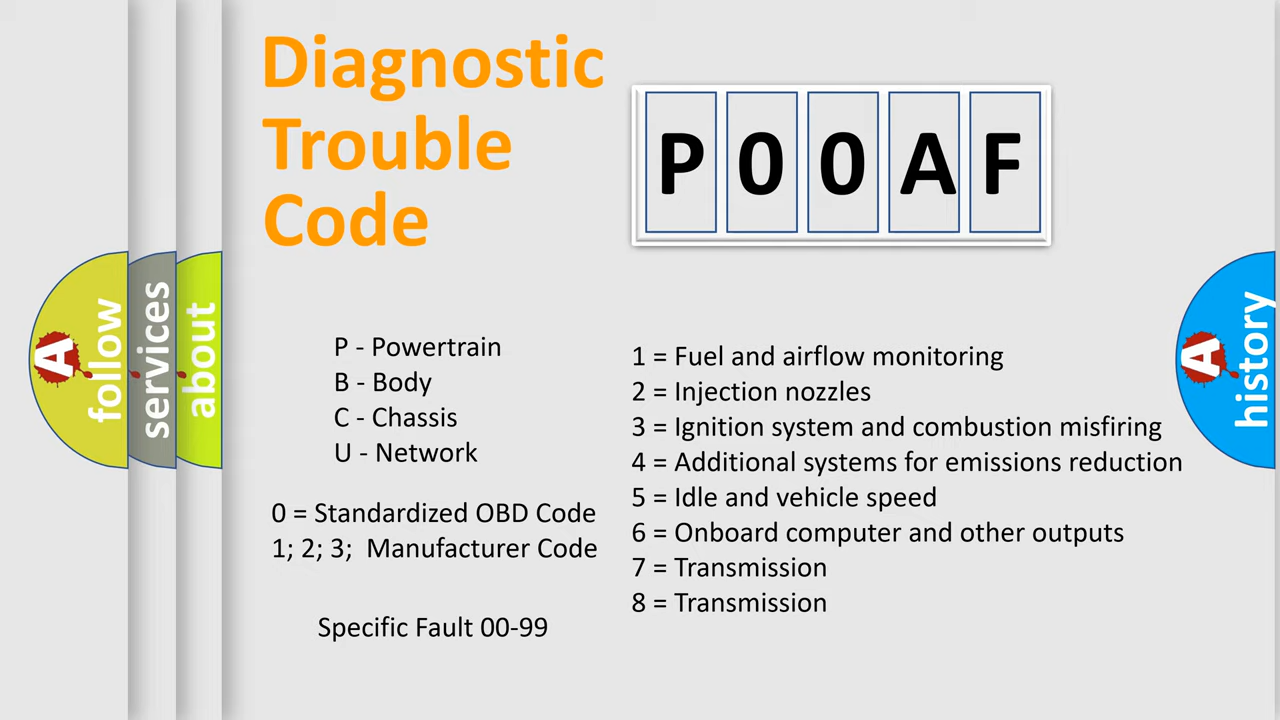 Diagnostic
Trouble
Code
P00AF
P - Powertrain
B - Body
C - Chassis
U - Network
0 = Standardized OBD Code
1; 2; 3;  Manufacturer Code
Specific Fault 00-99
1 = Fuel and airflow monitoring
2 = Injection nozzles
3 = Ignition system and combustion misfiring
4 = Additional systems for emissions reduction
5 = Idle and vehicle speed
6 = Onboard computer and other outputs
7 = Transmission
8 = Transmission
A
follow
services
about
A
history